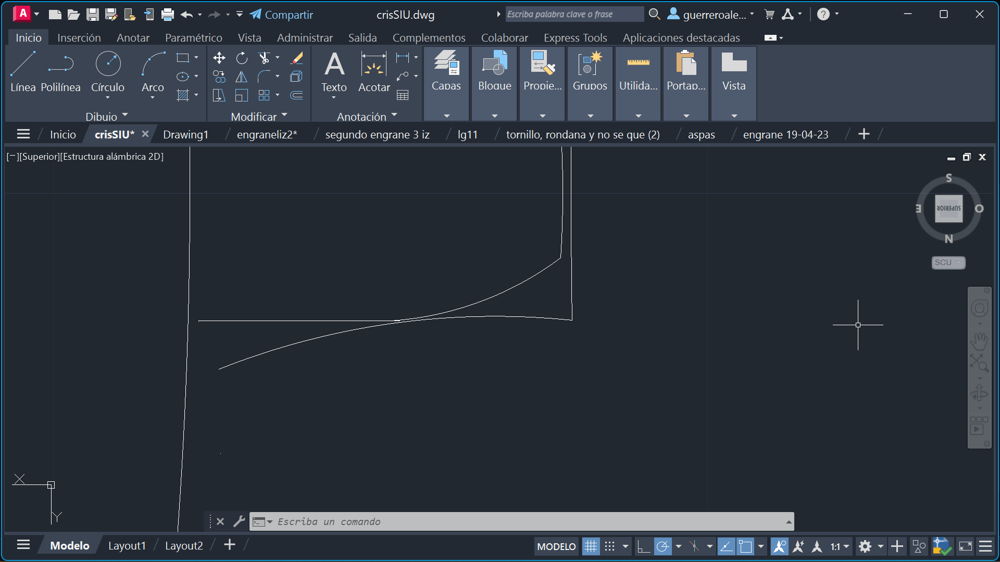 A
Compartir
crisSIU.dwg
Escriba palabra clave o frase
guerreroale...
?
Inicio Inserción Anotar Paramétrico Vista Administrar Salida Complementos Colaborar Express Tools Aplicaciones destacadas
Línea Polilínea Círculo Arco
A
Texto Acotar
Capas Bloque Propie... Grupos Utilida... Portap... Vista
Dibujo Modificar Anotación
Inicio crisSIU* Drawing1 engraneliz2* segundo engrane 3 iz lg11 tornillo, rondana y no se que (2) aspas engrane 19-04-23
[−][Superior][Estructura alámbrica 2D]
S
E SUPERIOR O
N
SCU
X
Y
Escriba un comando
Modelo Layout1 Layout2
MODELO
1:1